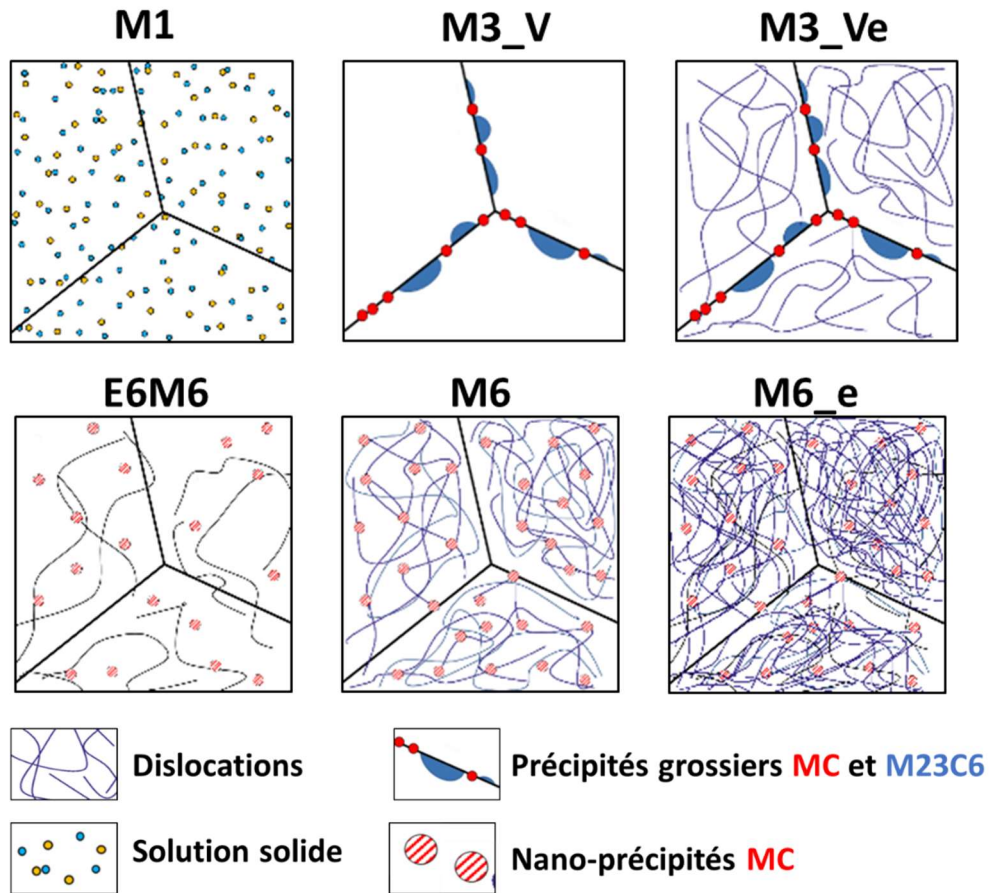 M1 M3_V M3_Ve
E6M6 M6 M6_e
Dislocations Précipités grossiers MC et M23C6
Solution solide Nano-précipités MC